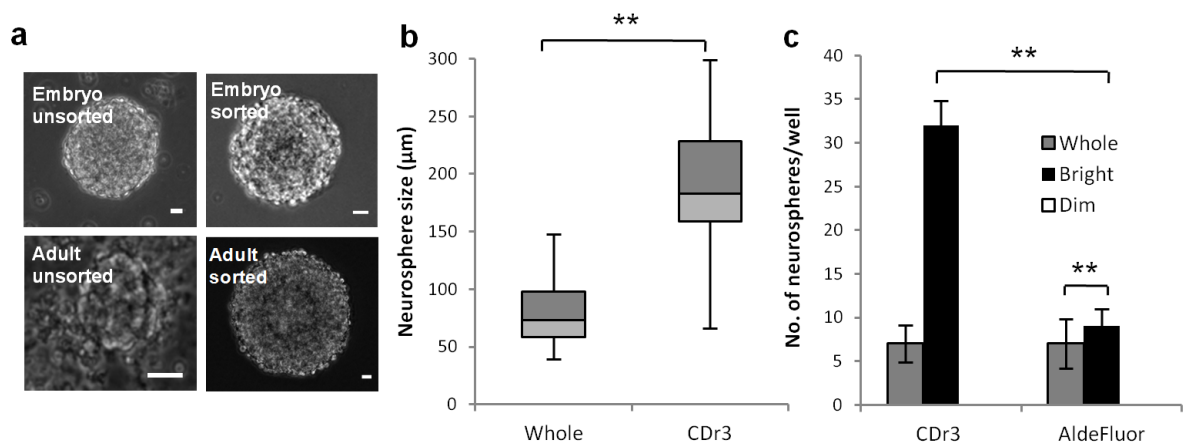 a
Embryo
unsorted
Embryo
sorted
Adult
unsorted
Adult
sorted
b
**
Neurosphere size (μm)
300
250
200
150
100
50
0
Whole
CDr3
c
**
No. of neurospheres/well
40
35
30
25
20
15
10
5
0
Whole
Bright
Dim
**
CDr3
AldeFluor